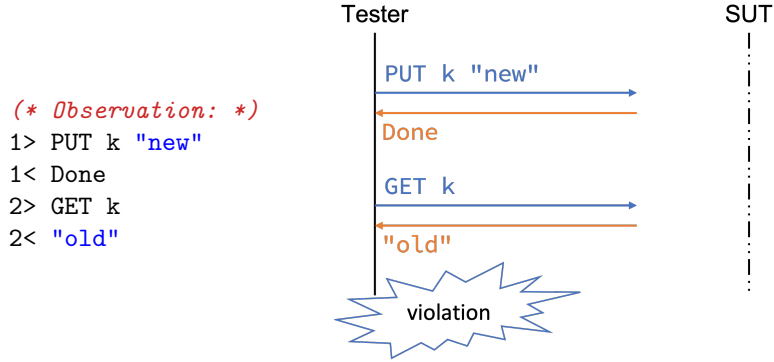 Tester
SUT
(* Observation: *)
1> PUT k "new"
1< Done
2> GET k
2< "old"
PUT k "new"
Done
GET k
"old"
violation